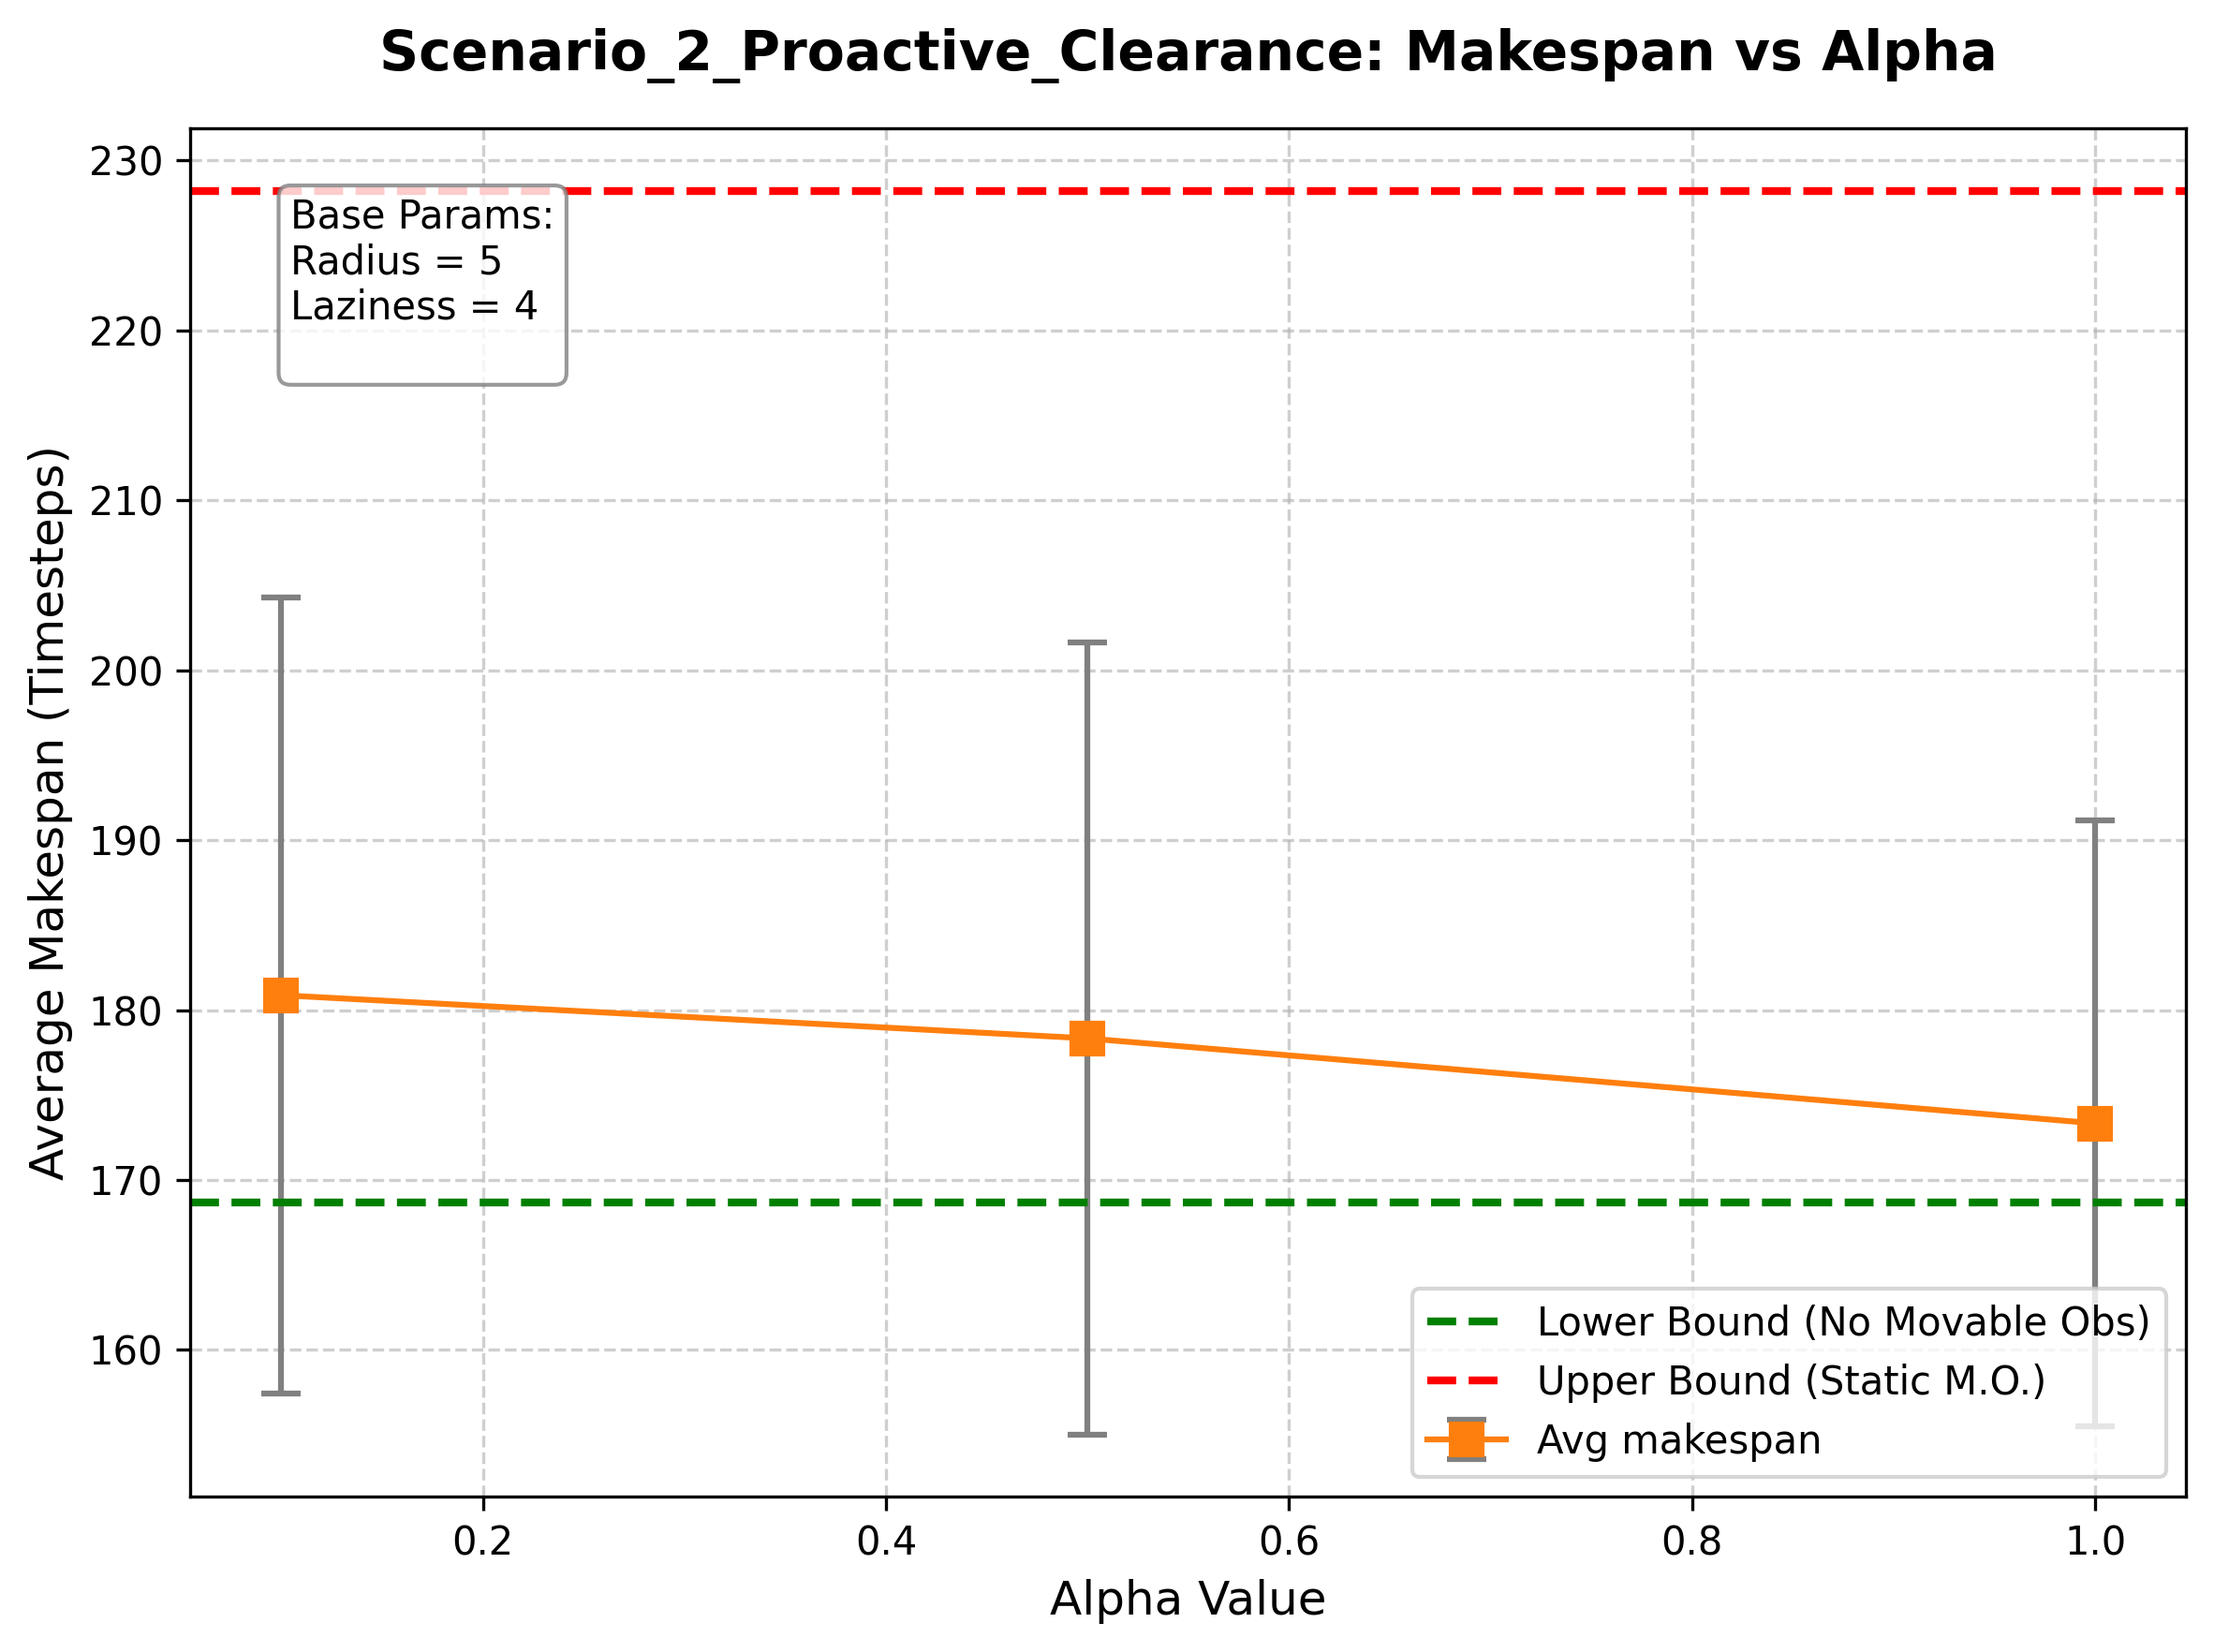 Scenario_2_Proactive_Clearance: Makespan vs Alpha
Average Makespan (Timesteps)
230
220
210
200
190
180
170
160
Base Params:
Radius = 5
Laziness = 4
Lower Bound (No Movable Obs)
Upper Bound (Static M.O.)
Avg makespan
0.2
0.4
0.6
0.8
1.0
Alpha Value